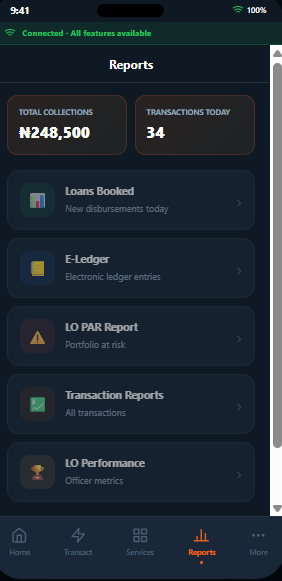 9:41
100%
Connected · All features available
Reports
TOTAL COLLECTIONS
₦248,500
TRANSACTIONS TODAY
34
Loans Booked
New disbursements today
E-Ledger
Electronic ledger entries
LO PAR Report
Portfolio at risk
Transaction Reports
All transactions
LO Performance
Officer metrics
Home
Transact
Services
Reports
More